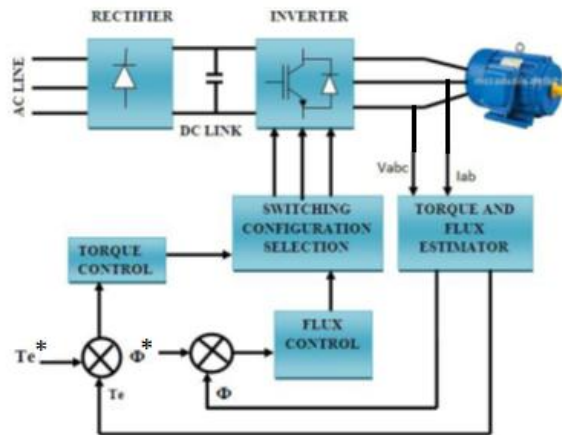 RECTIFIER
INVERTER
AC LINE
DC LINK
Vabc
Iab
SWITCHING
CONFIGURATION
SELECTION
TORQUE AND
FLUX
ESTIMATOR
TORQUE
CONTROL
FLUX
CONTROL
Te*
Φ*
Te
Φ